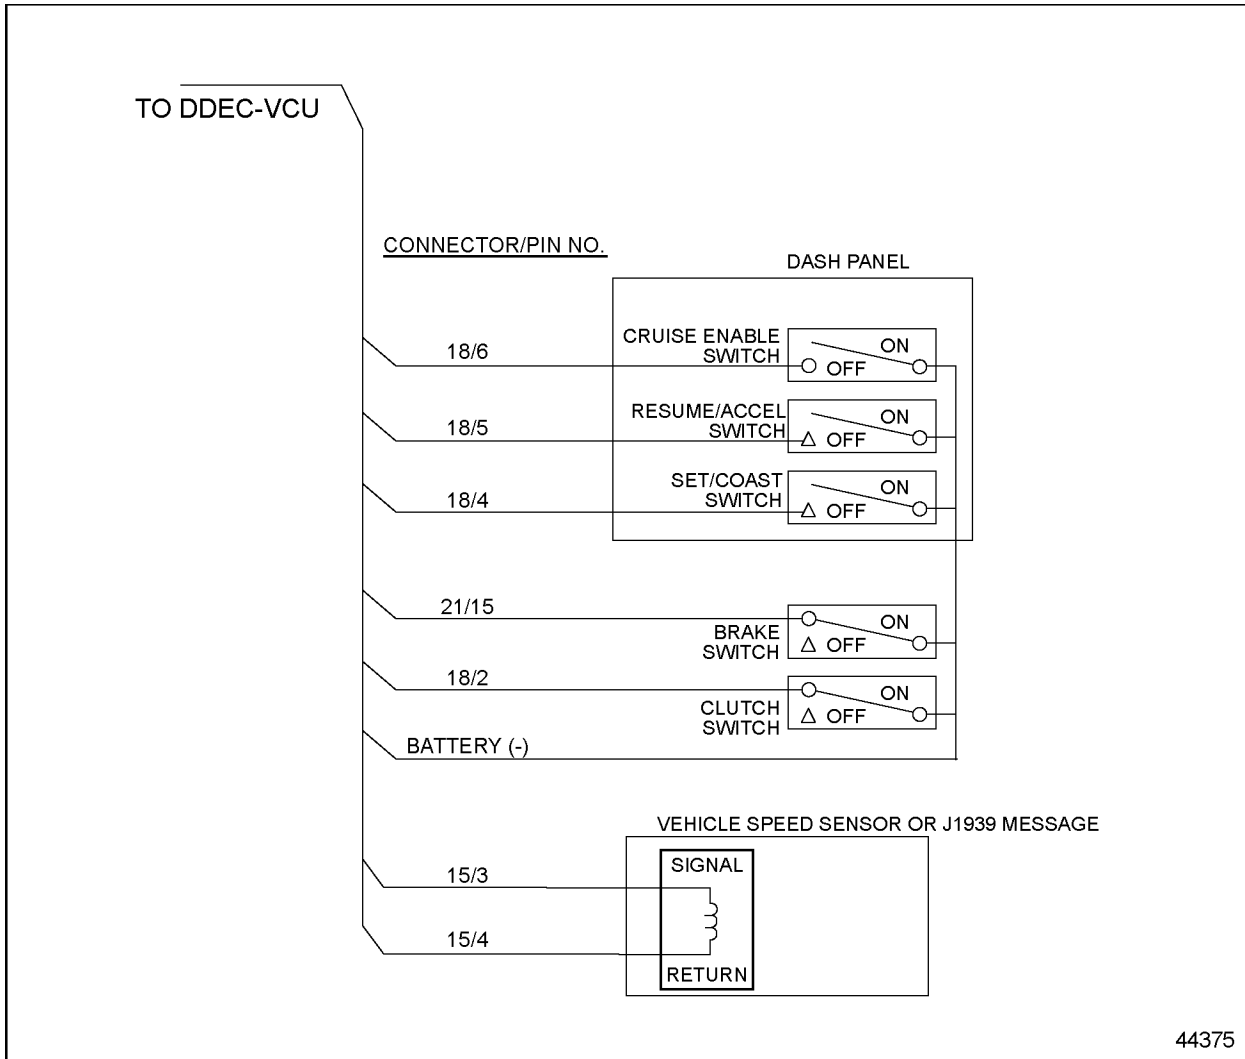 TO DDEC-VCU
CONNECTOR/PIN NO.
DASH PANEL
18/6
CRUISE ENABLE
SWITCH
ON
OFF
18/5
RESUME/ACCEL
SWITCH
ON
OFF
18/4
SET/COAST
SWITCH
ON
OFF
21/15
BRAKE
SWITCH
ON
OFF
18/2
CLUTCH
SWITCH
ON
OFF
BATTERY (-)
VEHICLE SPEED SENSOR OR J1939 MESSAGE
15/3
SIGNAL
15/4
RETURN
44375